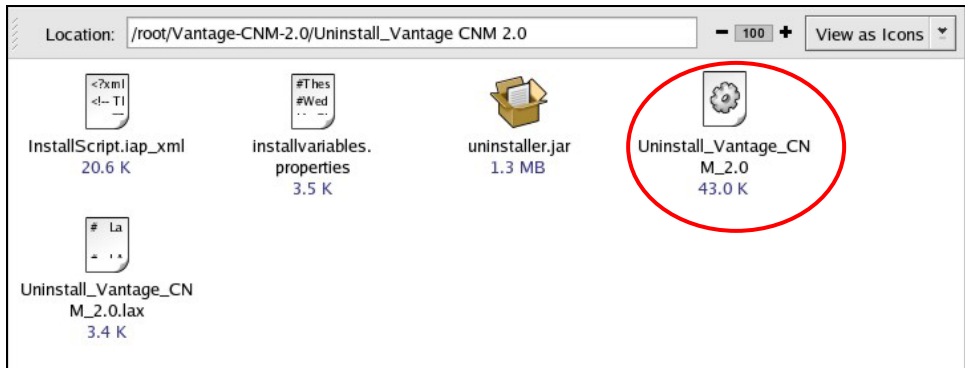 Location: /root/Vantage-CNM-2.0/Uninstall_Vantage CNM 2.0 100 View as Icons
<?xml
<!-- Tl
InstallScript.iap_xml
20.6 K
#Thes
#Wed
installvariables.
properties
3.5 K
uninstaller.jar
1.3 MB
Uninstall_Vantage_CN
M_2.0
43.0 K
# La
Uninstall_Vantage_CN
M_2.0.lax
3.4 K